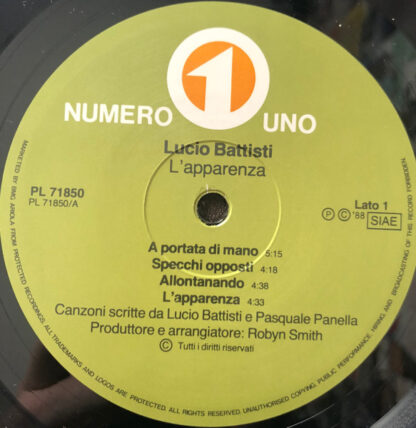 1
NUMERO UNO
Lucio Battisti
L'apparenza
PL 71850
PL 71850/A
Lato 1
Ⓟ Ⓒ '88 SIAE
A portata di mano 5:15
Specchi opposti 4:18
Allontanando 4:38
L'apparenza 4:33
Canzoni scritte da Lucio Battisti e Pasquale Panella
Produttore e arrangiatore: Robyn Smith
Ⓒ Tutti i diritti riservati
MARKETED BY BMG ARIOLA FROM PROTECTED RECORDINGS. ALL TRADEMARKS AND LOGOS ARE PROTECTED. ALL RIGHTS RESERVED. UNAUTHORISED COPYING, PUBLIC PERFORMANCE, HIRING, AND BROADCASTING OF THIS RECORD FORBIDDEN.